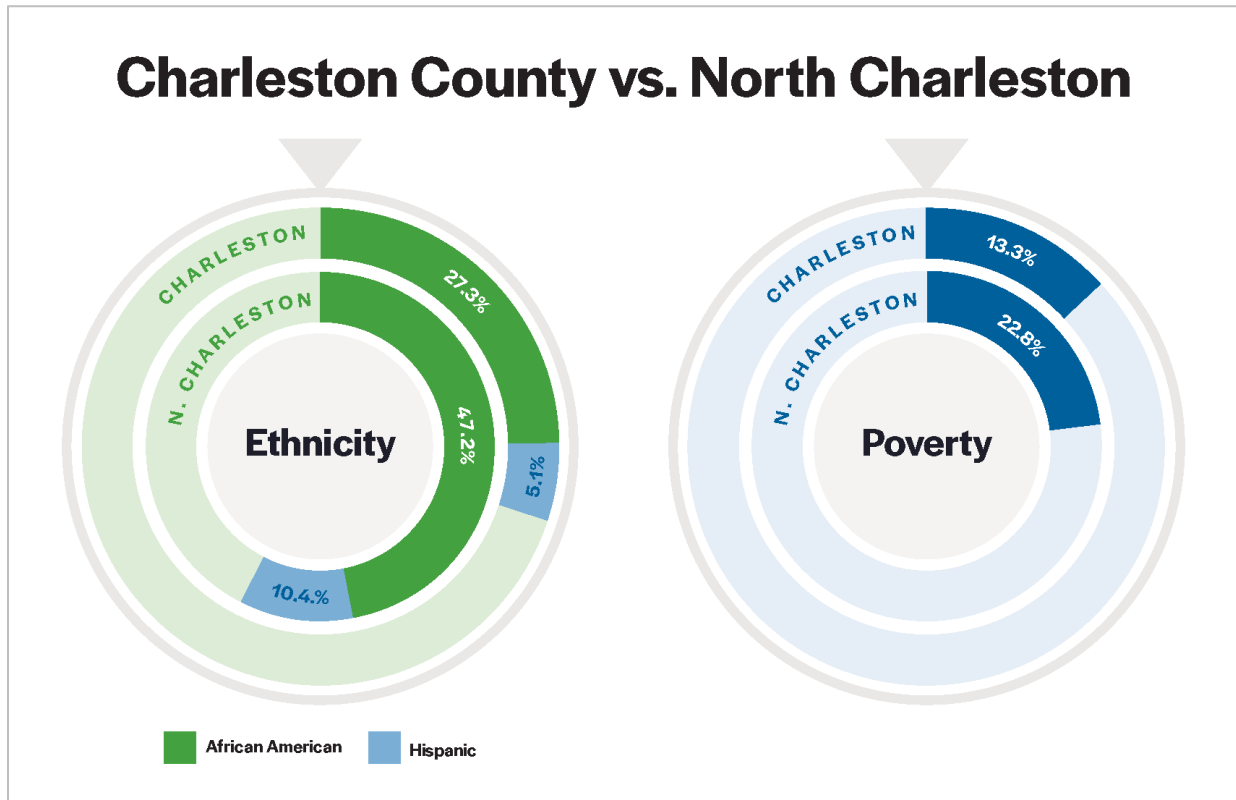 Charleston County vs. North Charleston
CHARLESTON
27.3%
5.1%
N. CHARLESTON
47.2%
10.4.%
Ethnicity
African American
Hispanic
CHARLESTON
13.3%
N. CHARLESTON
22.8%
Poverty